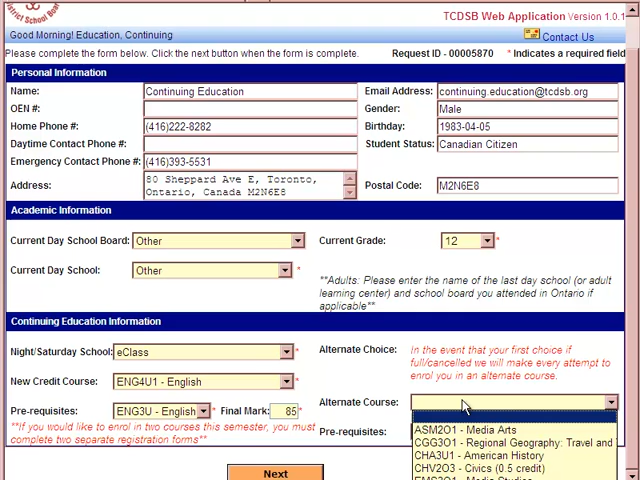 District School Board
TCDSB Web Application Version 1.0.1
Good Morning! Education, Continuing
Contact Us
Please complete the form below. Click the next button when the form is complete.
Request ID - 00005870
* Indicates a required field
Personal Information
Name: Continuing Education
Email Address: continuing.education@tcdsb.org
OEN #:
Gender: Male
Home Phone #: (416)222-8282
Birthday: 1983-04-05
Daytime Contact Phone #:
Student Status: Canadian Citizen
Emergency Contact Phone #: (416)393-5531
Address: 80 Sheppard Ave E, Toronto,
Ontario, Canada M2N6E8
Postal Code: M2N6E8
Academic Information
Current Day School Board: Other *
Current Grade: 12 *
Current Day School: Other *
**Adults: Please enter the name of the last day school (or adult
learning center) and school board you attended in Ontario if
applicable**
Continuing Education Information
Night/Saturday School: eClass *
Alternate Choice: In the event that your first choice if
full/cancelled we will make every attempt to
enrol you in an alternate course.
New Credit Course: ENG4U1 - English *
Pre-requisites: ENG3U - English Final Mark: 85 *
**If you would like to enrol in two courses this semester, you must
complete two separate registration forms**
Alternate Course:
Pre-requisites:
ASM2O1 - Media Arts
CGG3O1 - Regional Geography: Travel and
CHA3U1 - American History
CHV2O3 - Civics (0.5 credit)
EMS3O1 - Media Studies
Next